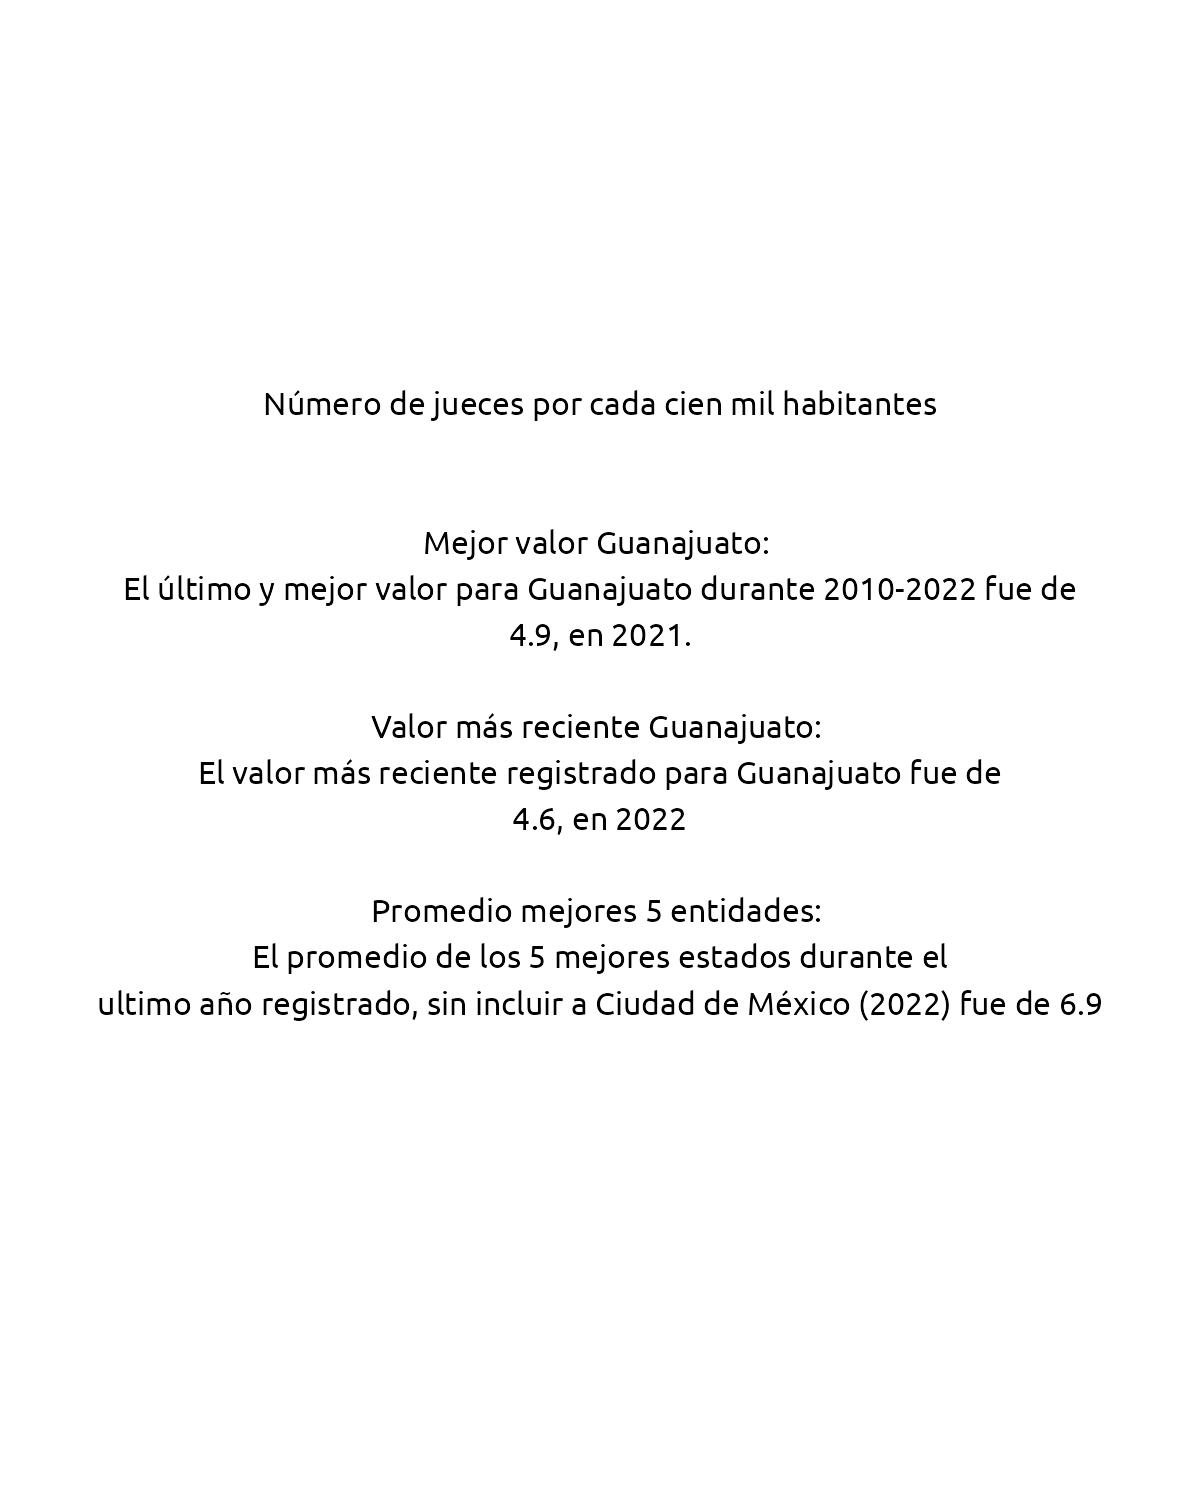 Número de jueces por cada cien mil habitantes
Mejor valor Guanajuato:
El último y mejor valor para Guanajuato durante 2010-2022 fue de
4.9, en 2021.
Valor más reciente Guanajuato:
El valor más reciente registrado para Guanajuato fue de
4.6, en 2022
Promedio mejores 5 entidades:
El promedio de los 5 mejores estados durante el
ultimo año registrado, sin incluir a Ciudad de México (2022) fue de 6.9